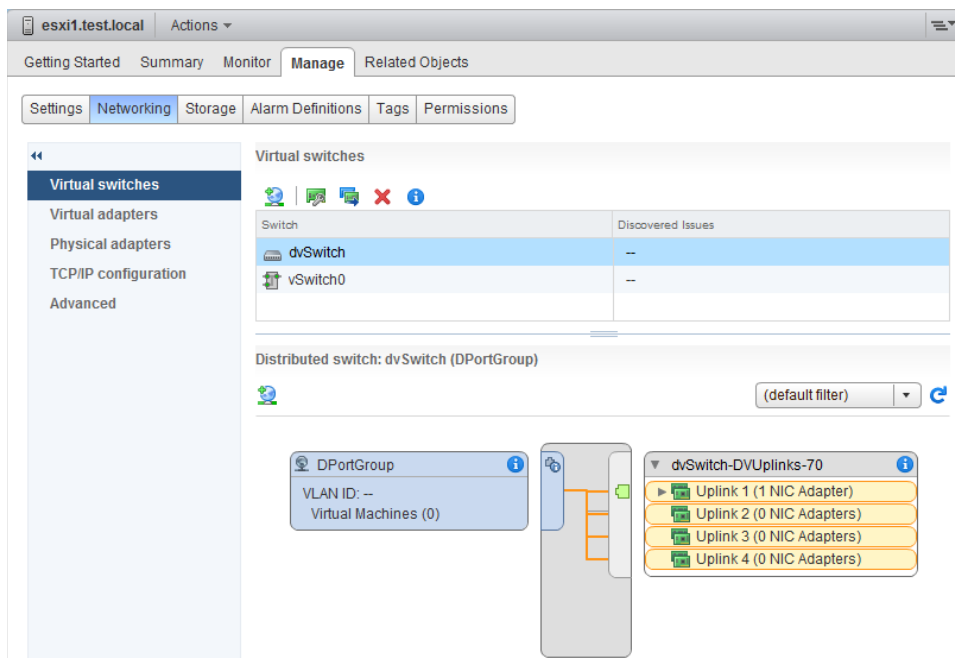 esxi1.test.local Actions
Getting Started Summary Monitor Manage Related Objects
Settings Networking Storage Alarm Definitions Tags Permissions
Virtual switches
Virtual adapters
Physical adapters
TCP/IP configuration
Advanced
Virtual switches
Switch Discovered Issues
dvSwitch --
vSwitch0 --
Distributed switch: dvSwitch (DPortGroup)
(default filter)
DPortGroup
VLAN ID: --
Virtual Machines (0)
dvSwitch-DVUplinks-70
Uplink 1 (1 NIC Adapter)
Uplink 2 (0 NIC Adapters)
Uplink 3 (0 NIC Adapters)
Uplink 4 (0 NIC Adapters)